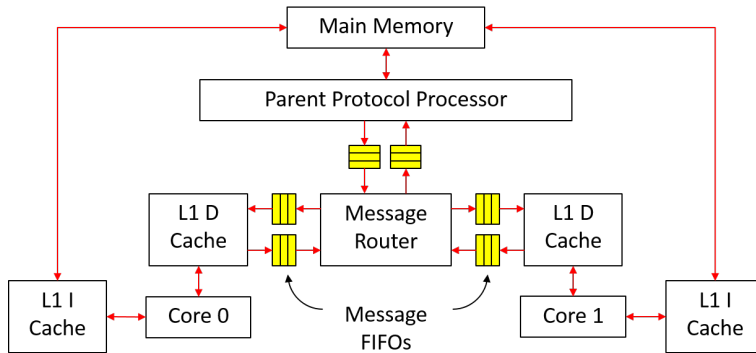 Main Memory
Parent Protocol Processor
L1 D
Cache
Message
Router
L1 D
Cache
L1 I
Cache
Core 0
Message
FIFOs
Core 1
L1 I
Cache